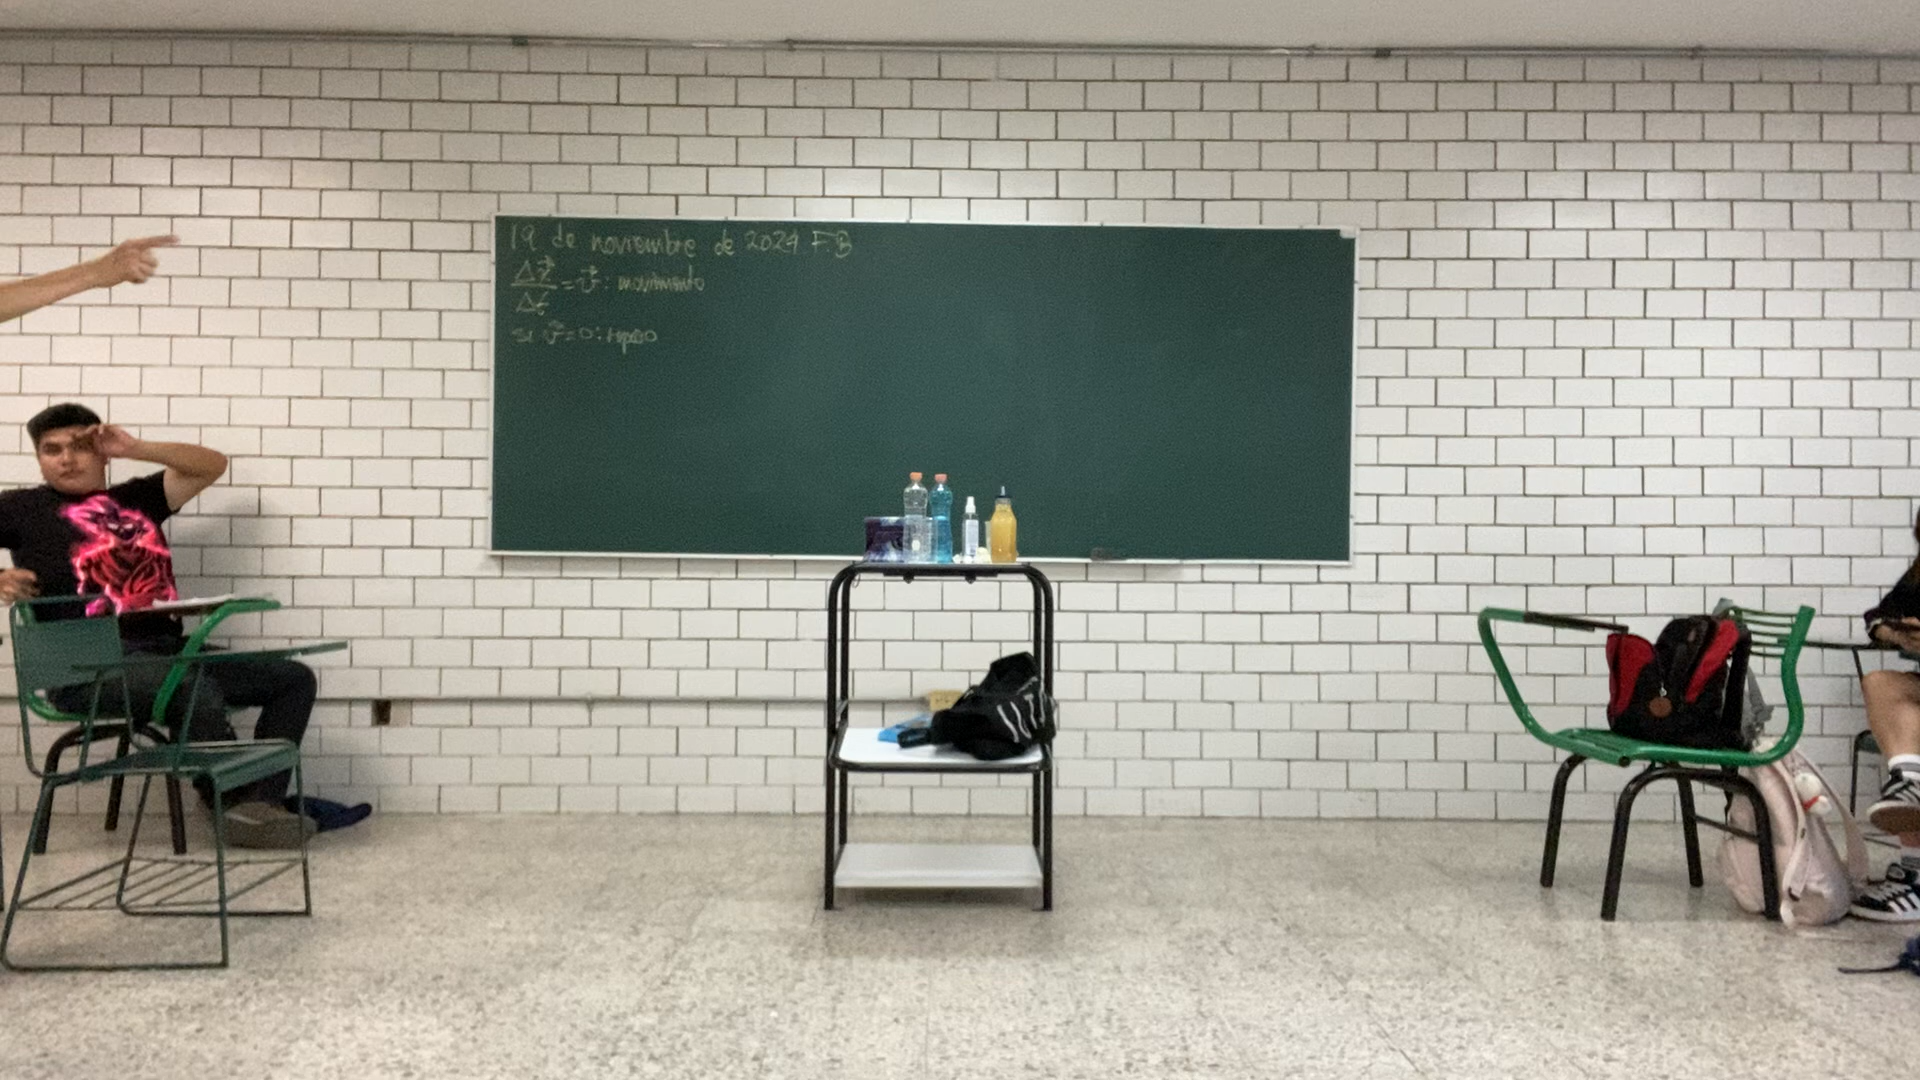 19 de noviembre de 2024 F.B
Δr⃗/Δt = v⃗ : movimiento
si v⃗ = 0 : reposo